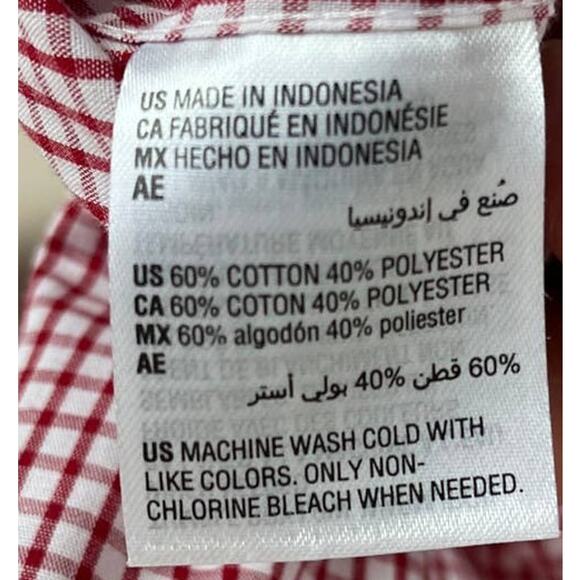 US MADE IN INDONESIA
CA FABRIQUÉ EN INDONÉSIE
MX HECHO EN INDONESIA
AE
صُنع في إندونيسيا
US 60% COTTON 40% POLYESTER
CA 60% COTON 40% POLYESTER
MX 60% algodón 40% poliester
AE
60% قطن 40% بولي أستر
US MACHINE WASH COLD WITH
LIKE COLORS. ONLY NON-
CHLORINE BLEACH WHEN NEEDED.